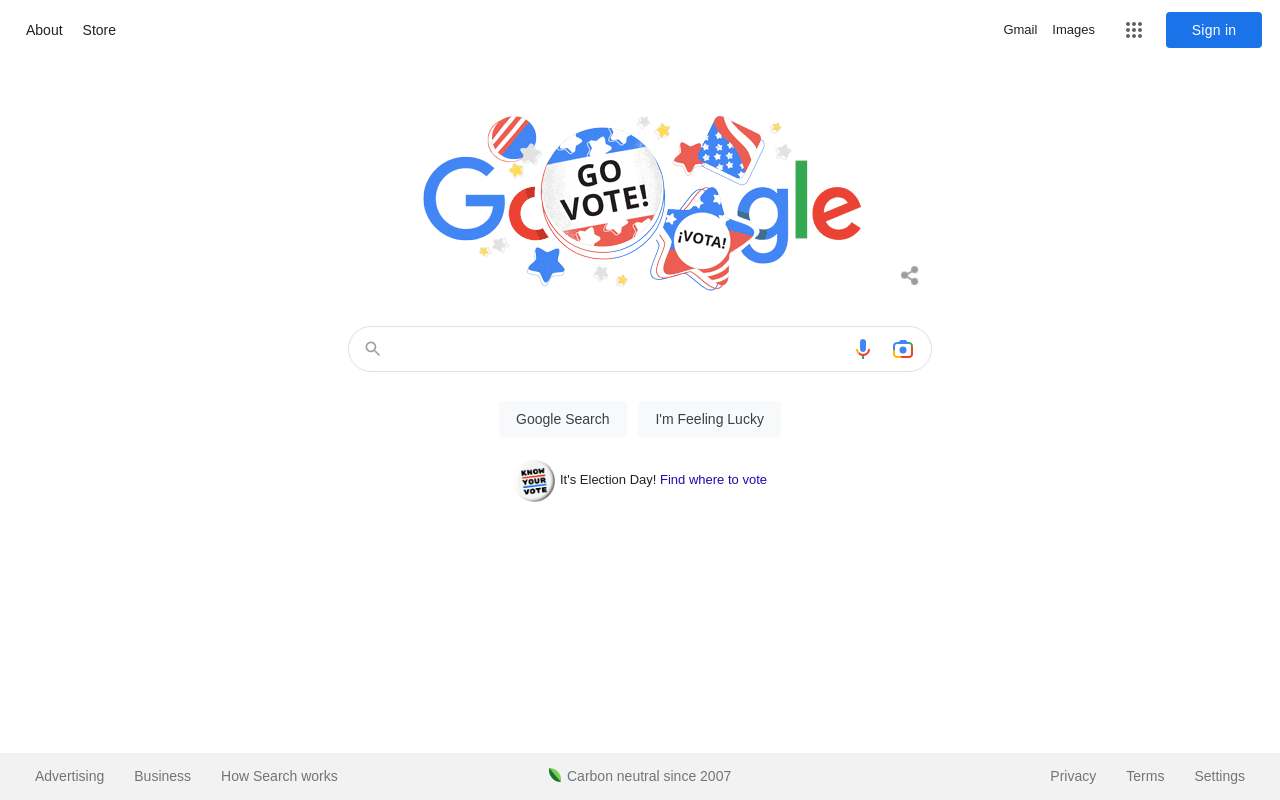 About Store
Gmail Images Sign in
Google
GO
VOTE!
¡VOTA!
Google Search I'm Feeling Lucky
KNOW
YOUR
VOTE
It's Election Day! Find where to vote
Advertising Business How Search works
Carbon neutral since 2007
Privacy Terms Settings